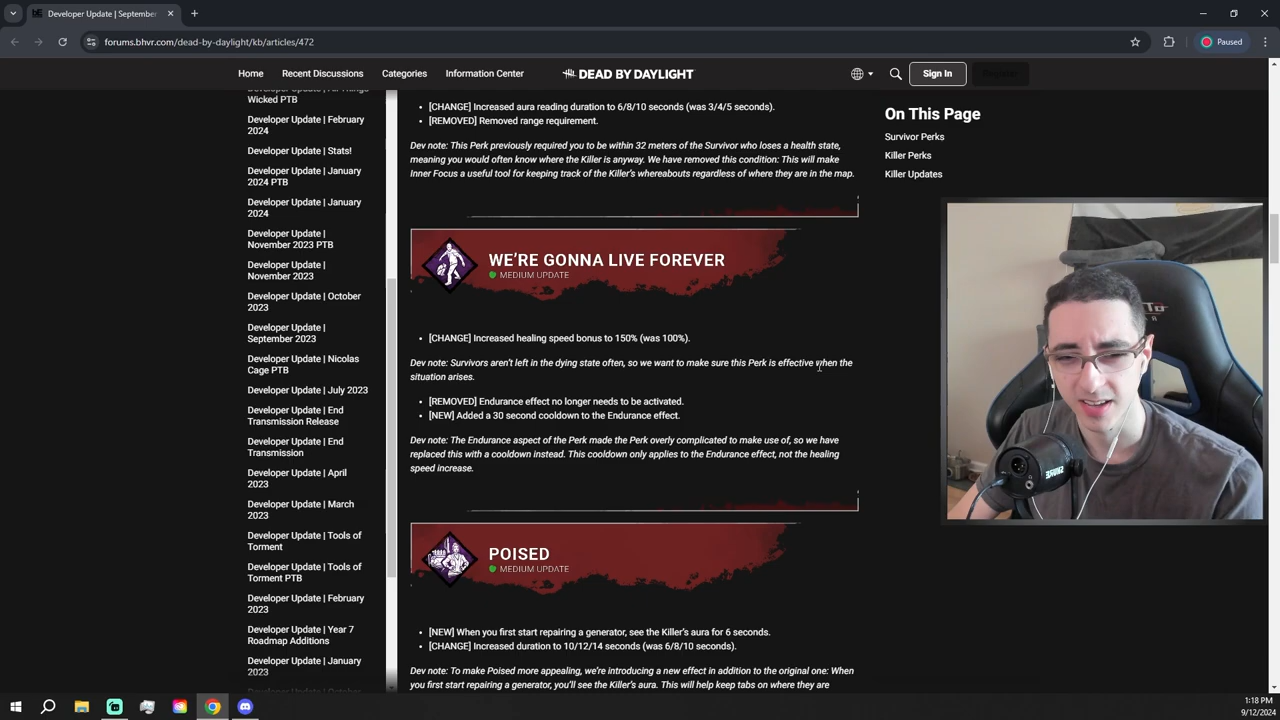 Developer Update | September
forums.bhvr.com/dead-by-daylight/kb/articles/472
Paused
Home
Recent Discussions
Categories
Information Center
DEAD BY DAYLIGHT
Sign In
Register
Developer Update | All Things
Wicked PTB
Developer Update | February
2024
Developer Update | Stats!
Developer Update | January
2024 PTB
Developer Update | January
2024
Developer Update |
November 2023 PTB
Developer Update |
November 2023
Developer Update | October
2023
Developer Update |
September 2023
Developer Update | Nicolas
Cage PTB
Developer Update | July 2023
Developer Update | End
Transmission Release
Developer Update | End
Transmission
Developer Update | April
2023
Developer Update | March
2023
Developer Update | Tools of
Torment
Developer Update | Tools of
Torment PTB
Developer Update | February
2023
Developer Update | Year 7
Roadmap Additions
Developer Update | January
2023
[CHANGE] Increased aura reading duration to 6/8/10 seconds (was 3/4/5 seconds).
[REMOVED] Removed range requirement.
Dev note: This Perk previously required you to be within 32 meters of the Survivor who loses a health state,
meaning you would often know where the Killer is anyway. We have removed this condition: This will make
Inner Focus a useful tool for keeping track of the Killer's whereabouts regardless of where they are in the map.
WE'RE GONNA LIVE FOREVER
MEDIUM UPDATE
[CHANGE] Increased healing speed bonus to 150% (was 100%).
Dev note: Survivors aren't left in the dying state often, so we want to make sure this Perk is effective when the
situation arises.
[REMOVED] Endurance effect no longer needs to be activated.
[NEW] Added a 30 second cooldown to the Endurance effect.
Dev note: The Endurance aspect of the Perk made the Perk overly complicated to make use of, so we have
replaced this with a cooldown instead. This cooldown only applies to the Endurance effect, not the healing
speed increase.
POISED
MEDIUM UPDATE
[NEW] When you first start repairing a generator, see the Killer's aura for 6 seconds.
[CHANGE] Increased duration to 10/12/14 seconds (was 6/8/10 seconds).
Dev note: To make Poised more appealing, we're introducing a new effect in addition to the original one: When
you first start repairing a generator, you'll see the Killer's aura. This will help keep tabs on where they are
On This Page
Survivor Perks
Killer Perks
Killer Updates
1:18 PM
9/12/2024